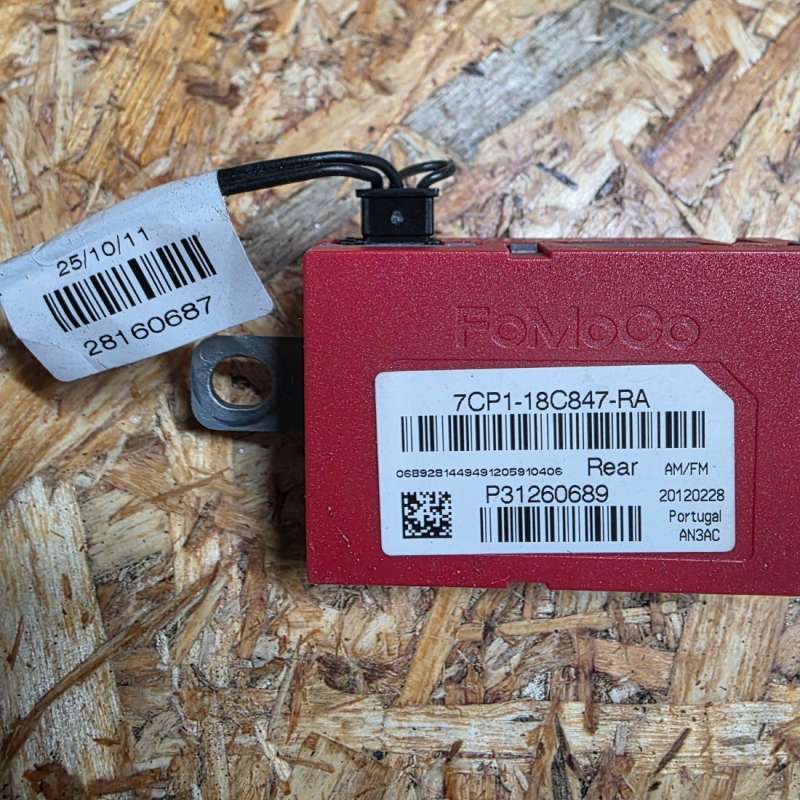 25/10/11
28160687
FoMoCo
7CP1-18C847-RA
0689281449491205910406 Rear AM/FM
P31260689 20120228
Portugal
AN3AC